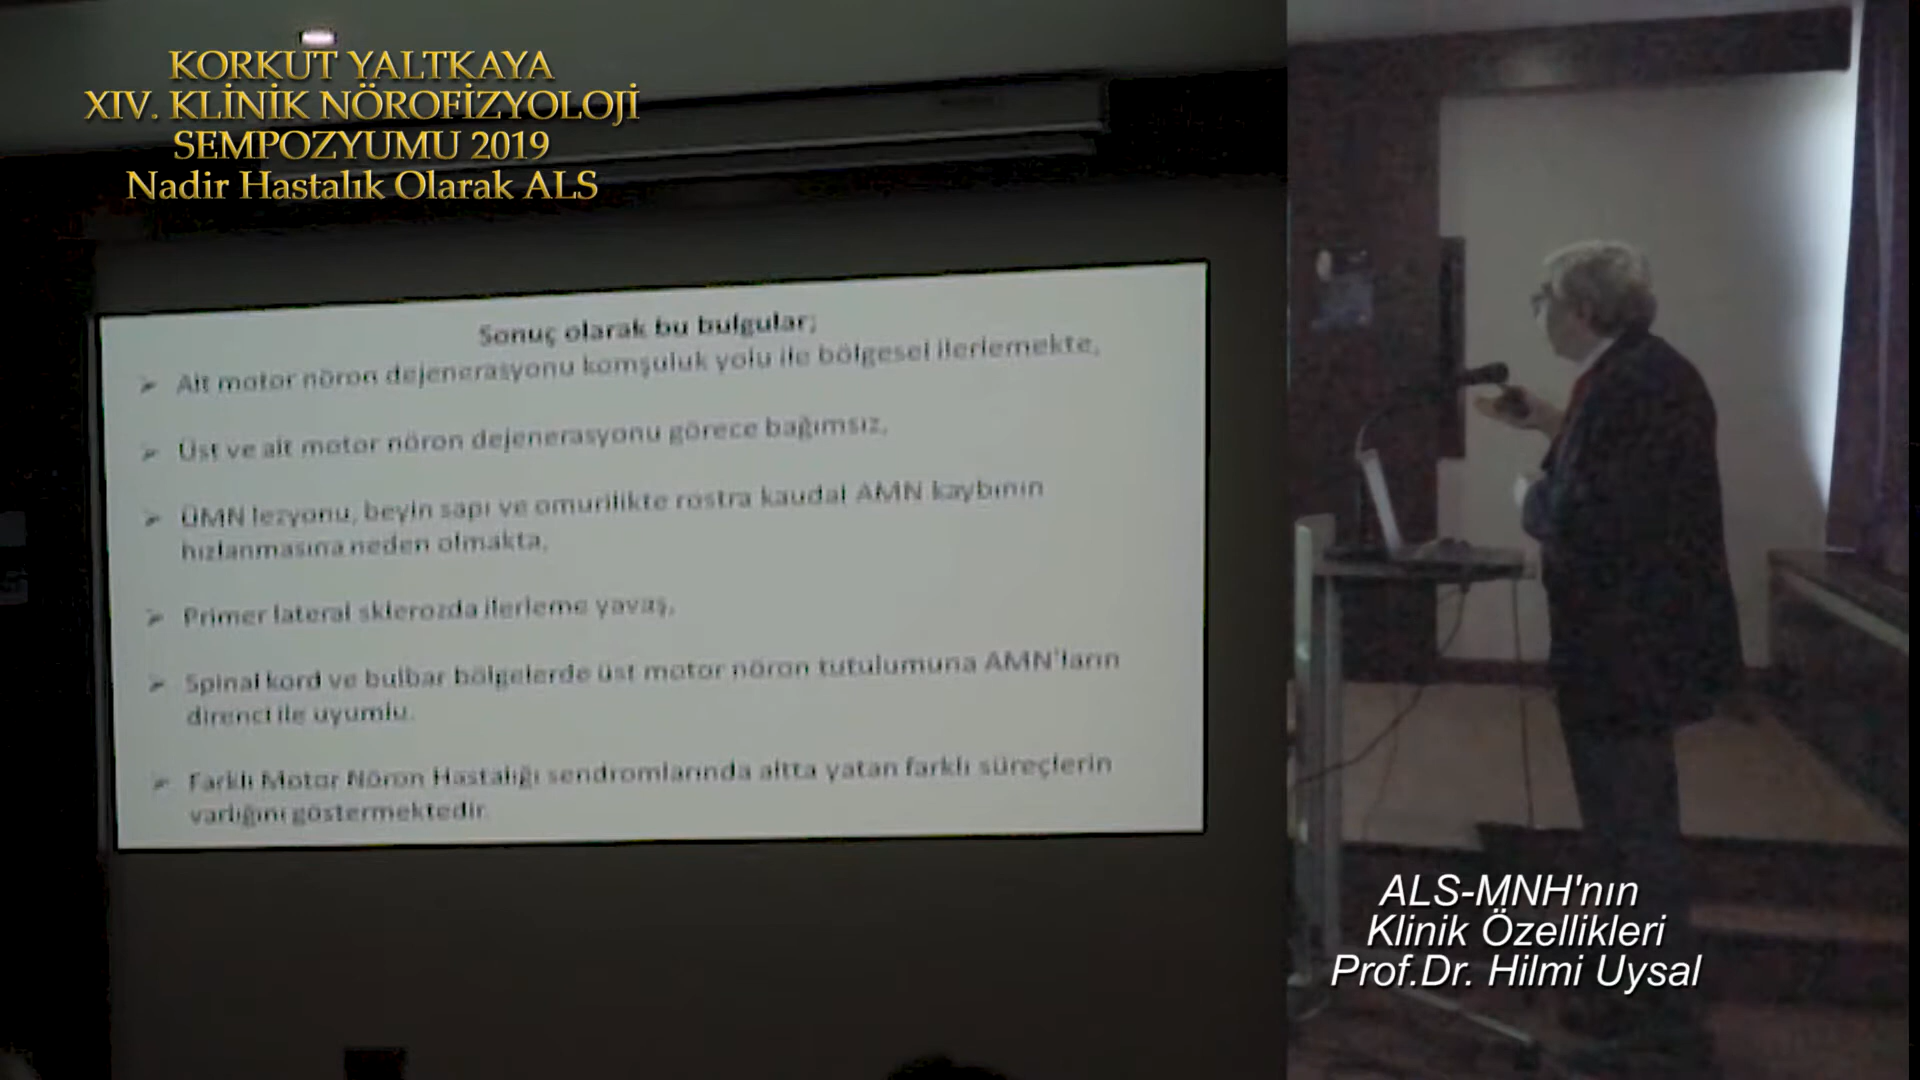 KORKUT YALTKAYA
XIV. KLİNİK NÖROFİZYOLOJİ
SEMPOZYUMU 2019
Nadir Hastalık Olarak ALS
Sonuç olarak bu bulgular;
Alt motor nöron dejenerasyonu komşuluk yolu ile bölgesel ilerlemekte,
Üst ve alt motor nöron dejenerasyonu görece bağımsız,
ÜMN lezyonu, beyin sapı ve omurilikte rostra kaudal AMN kaybının
hızlanmasına neden olmakta,
Primer lateral sklerozda ilerleme yavaş,
Spinal kord ve bulbar bölgelerde üst motor nöron tutulumuna AMN'ların
direnci ile uyumlu.
Farklı Motor Nöron Hastalığı sendromlarında altta yatan farklı süreçlerin
varlığını göstermektedir.
ALS-MNH'nın
Klinik Özellikleri
Prof.Dr. Hilmi Uysal